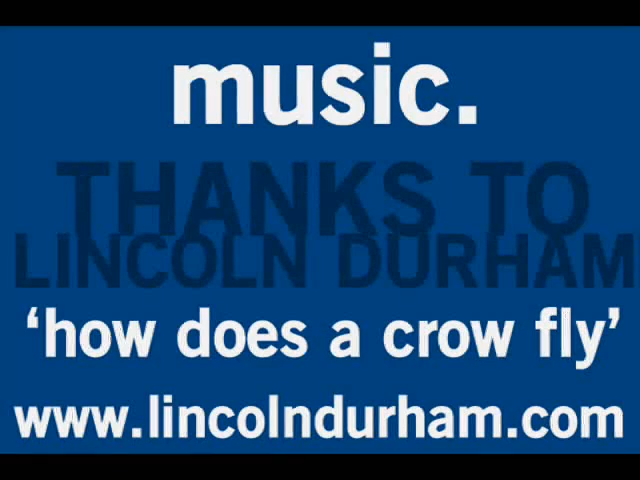 music.
THANKS TO
LINCOLN DURHAM
‘how does a crow fly’
www.lincolndurham.com